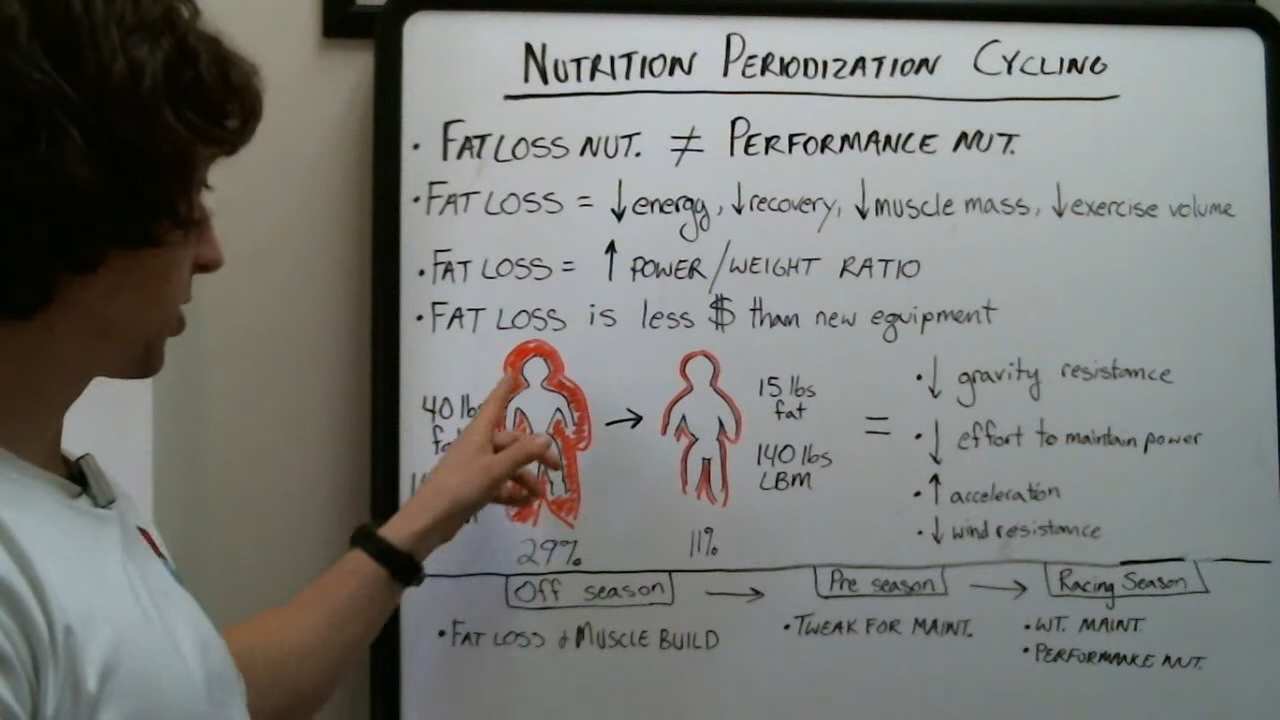 NUTRITION PERIODIZATION CYCLING
• FAT LOSS NUT. ≠ PERFORMANCE NUT.
• FAT LOSS = ↓energy, ↓recovery, ↓muscle mass, ↓exercise volume
• FAT LOSS = ↑ POWER/WEIGHT RATIO
• FAT LOSS is less $ than new equipment
40 lbs
29%
→
15 lbs
fat
140 lbs
LBM
11%
=
• ↓ gravity resistance
• ↓ effort to maintain power
• ↑ acceleration
• ↓ wind resistance
Off season → Pre season → Racing Season
• FAT LOSS & MUSCLE BUILD
• TWEAK FOR MAINT.
• WT. MAINT.
• PERFORMANCE NUT.